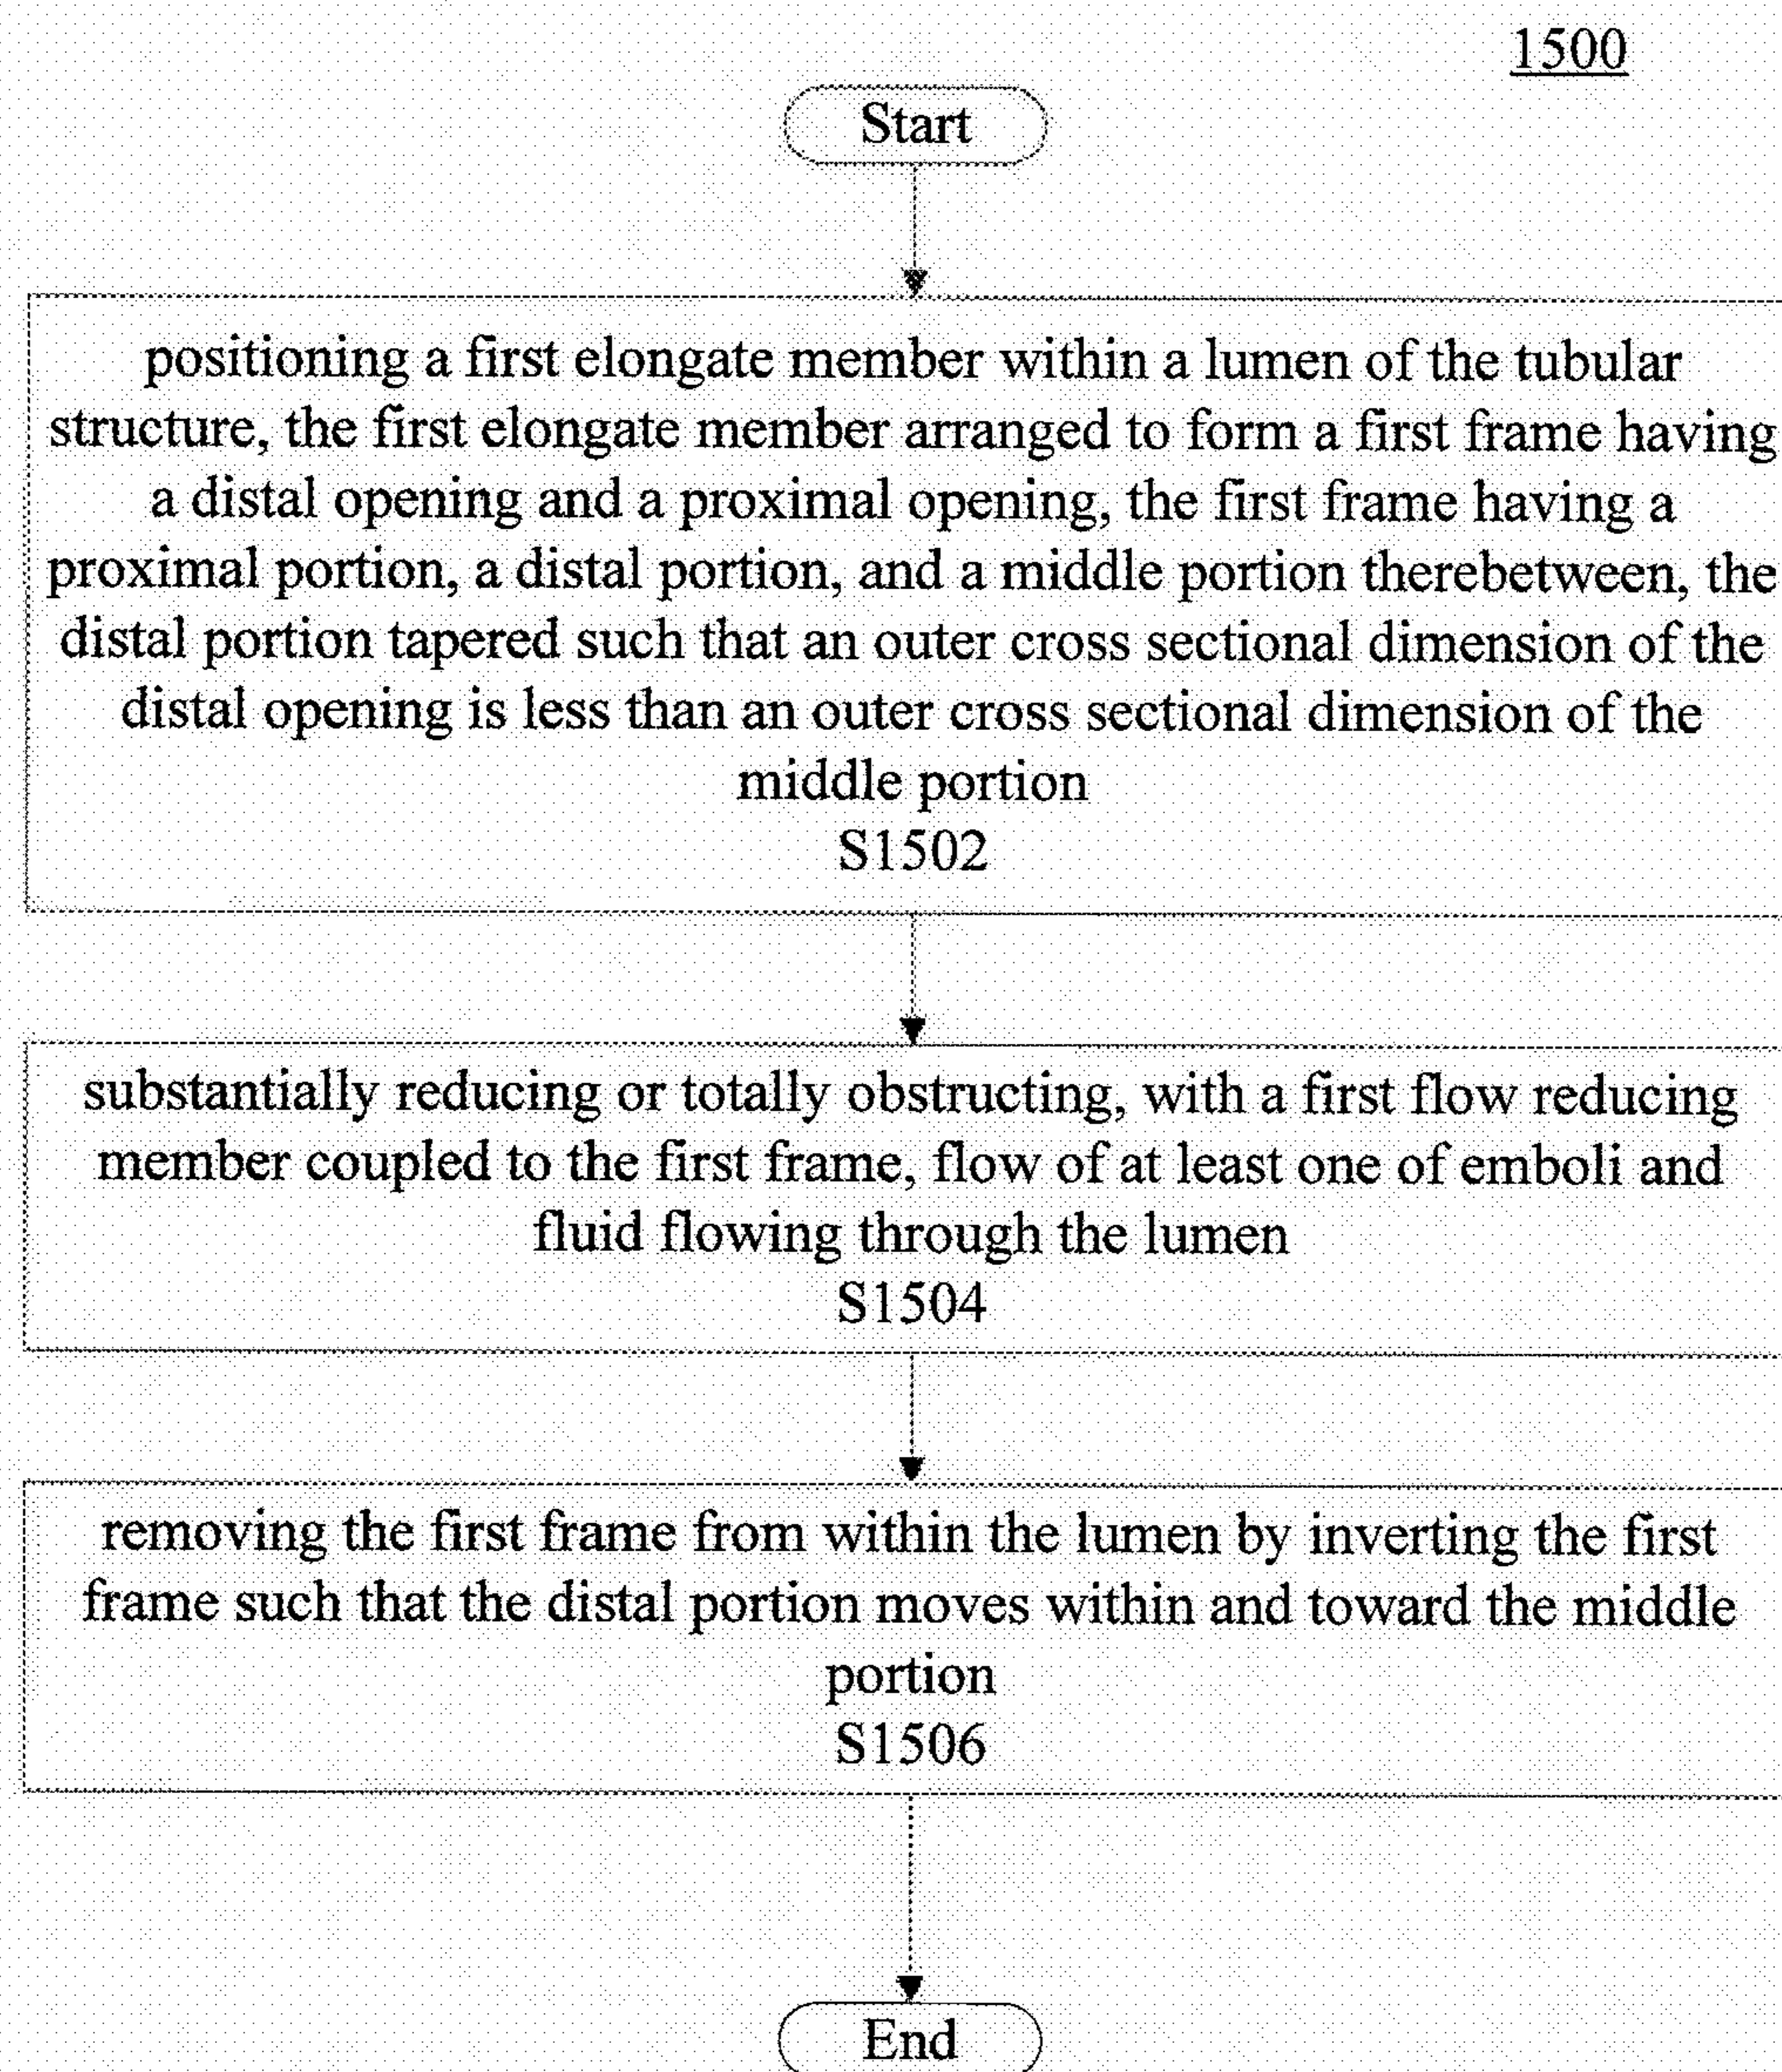 1500
Start
positioning a first elongate member within a lumen of the tubular
structure, the first elongate member arranged to form a first frame having
a distal opening and a proximal opening, the first frame having a
proximal portion, a distal portion, and a middle portion therebetween, the
distal portion tapered such that an outer cross sectional dimension of the
distal opening is less than an outer cross sectional dimension of the
middle portion
S1502
substantially reducing or totally obstructing, with a first flow reducing
member coupled to the first frame, flow of at least one of emboli and
fluid flowing through the lumen
S1504
removing the first frame from within the lumen by inverting the first
frame such that the distal portion moves within and toward the middle
portion
S1506
End